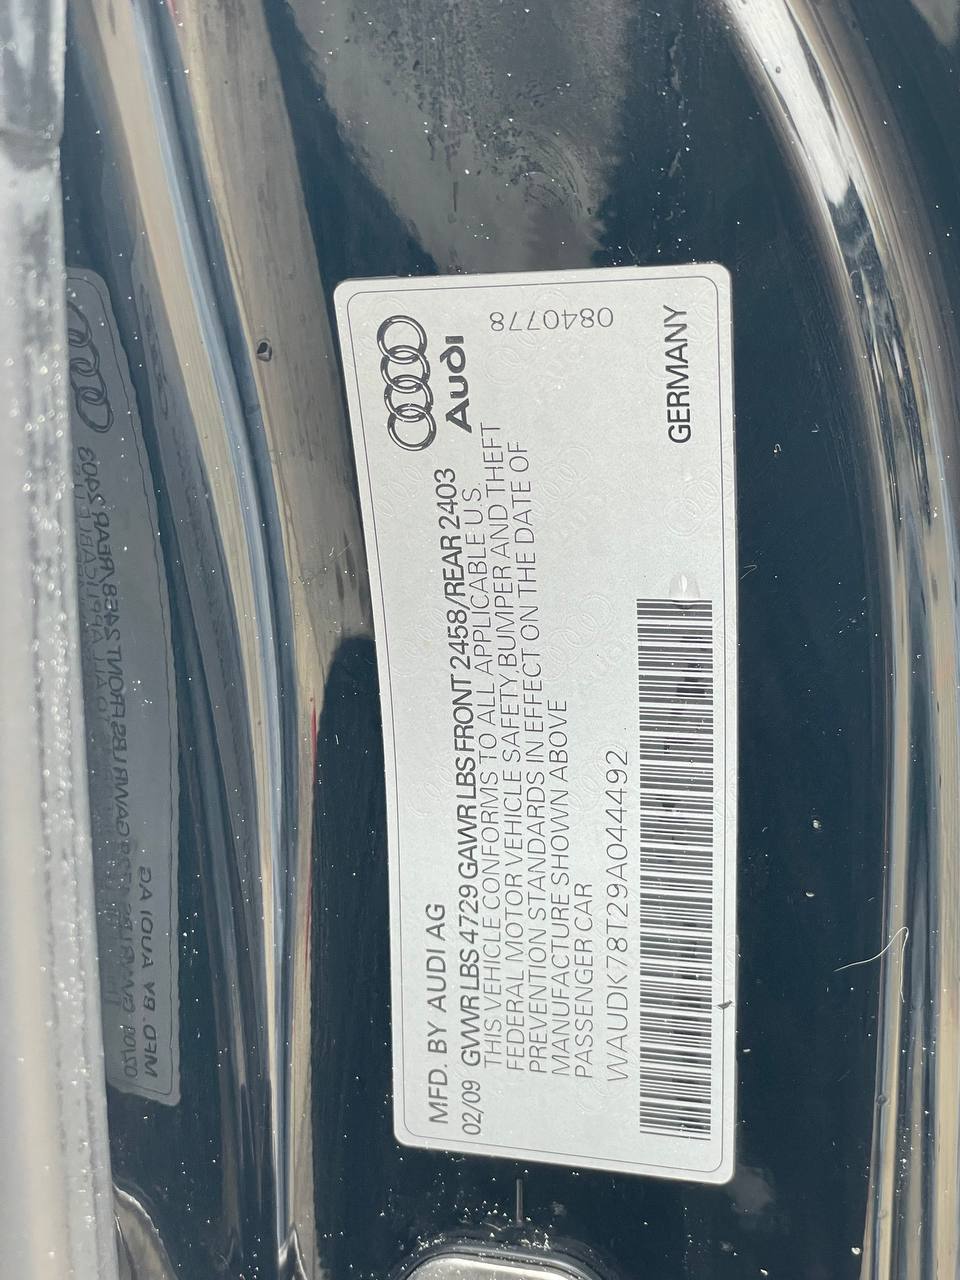 MFD. BY AUDI AG
02/09 GWWR LBS 4729 GAWR LBS FRONT 2458/REAR 2403
THIS VEHICLE CONFORMS TO ALL APPLICABLE U.S.
FEDERAL MOTOR VEHICLE SAFETY BUMPER AND THEFT
PREVENTION STANDARDS IN EFFECT ON THE DATE OF
MANUFACTURE SHOWN ABOVE
PASSENGER CAR
WAUDK78T29A044492
Audi
0840778
GERMANY